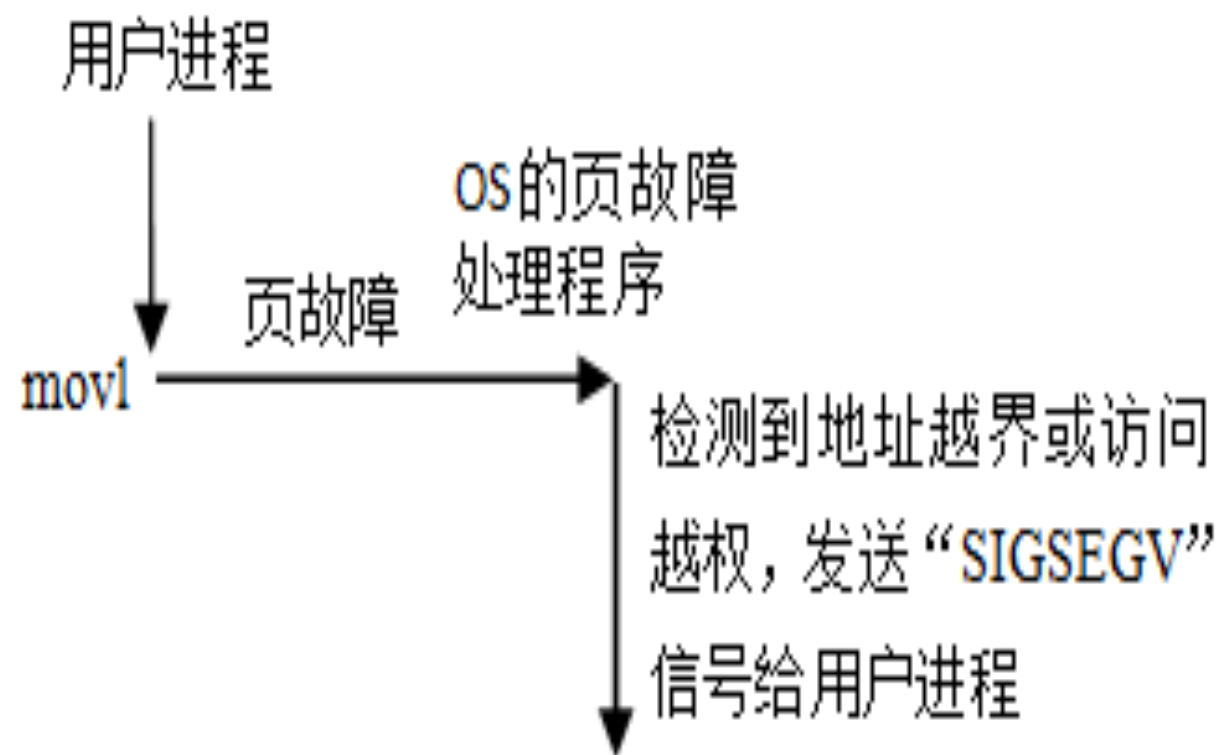 用户进程
OS的页故障
处理程序
页故障
movl
检测到地址越界或访问
越权，发送“SIGSEGV”
信号给用户进程